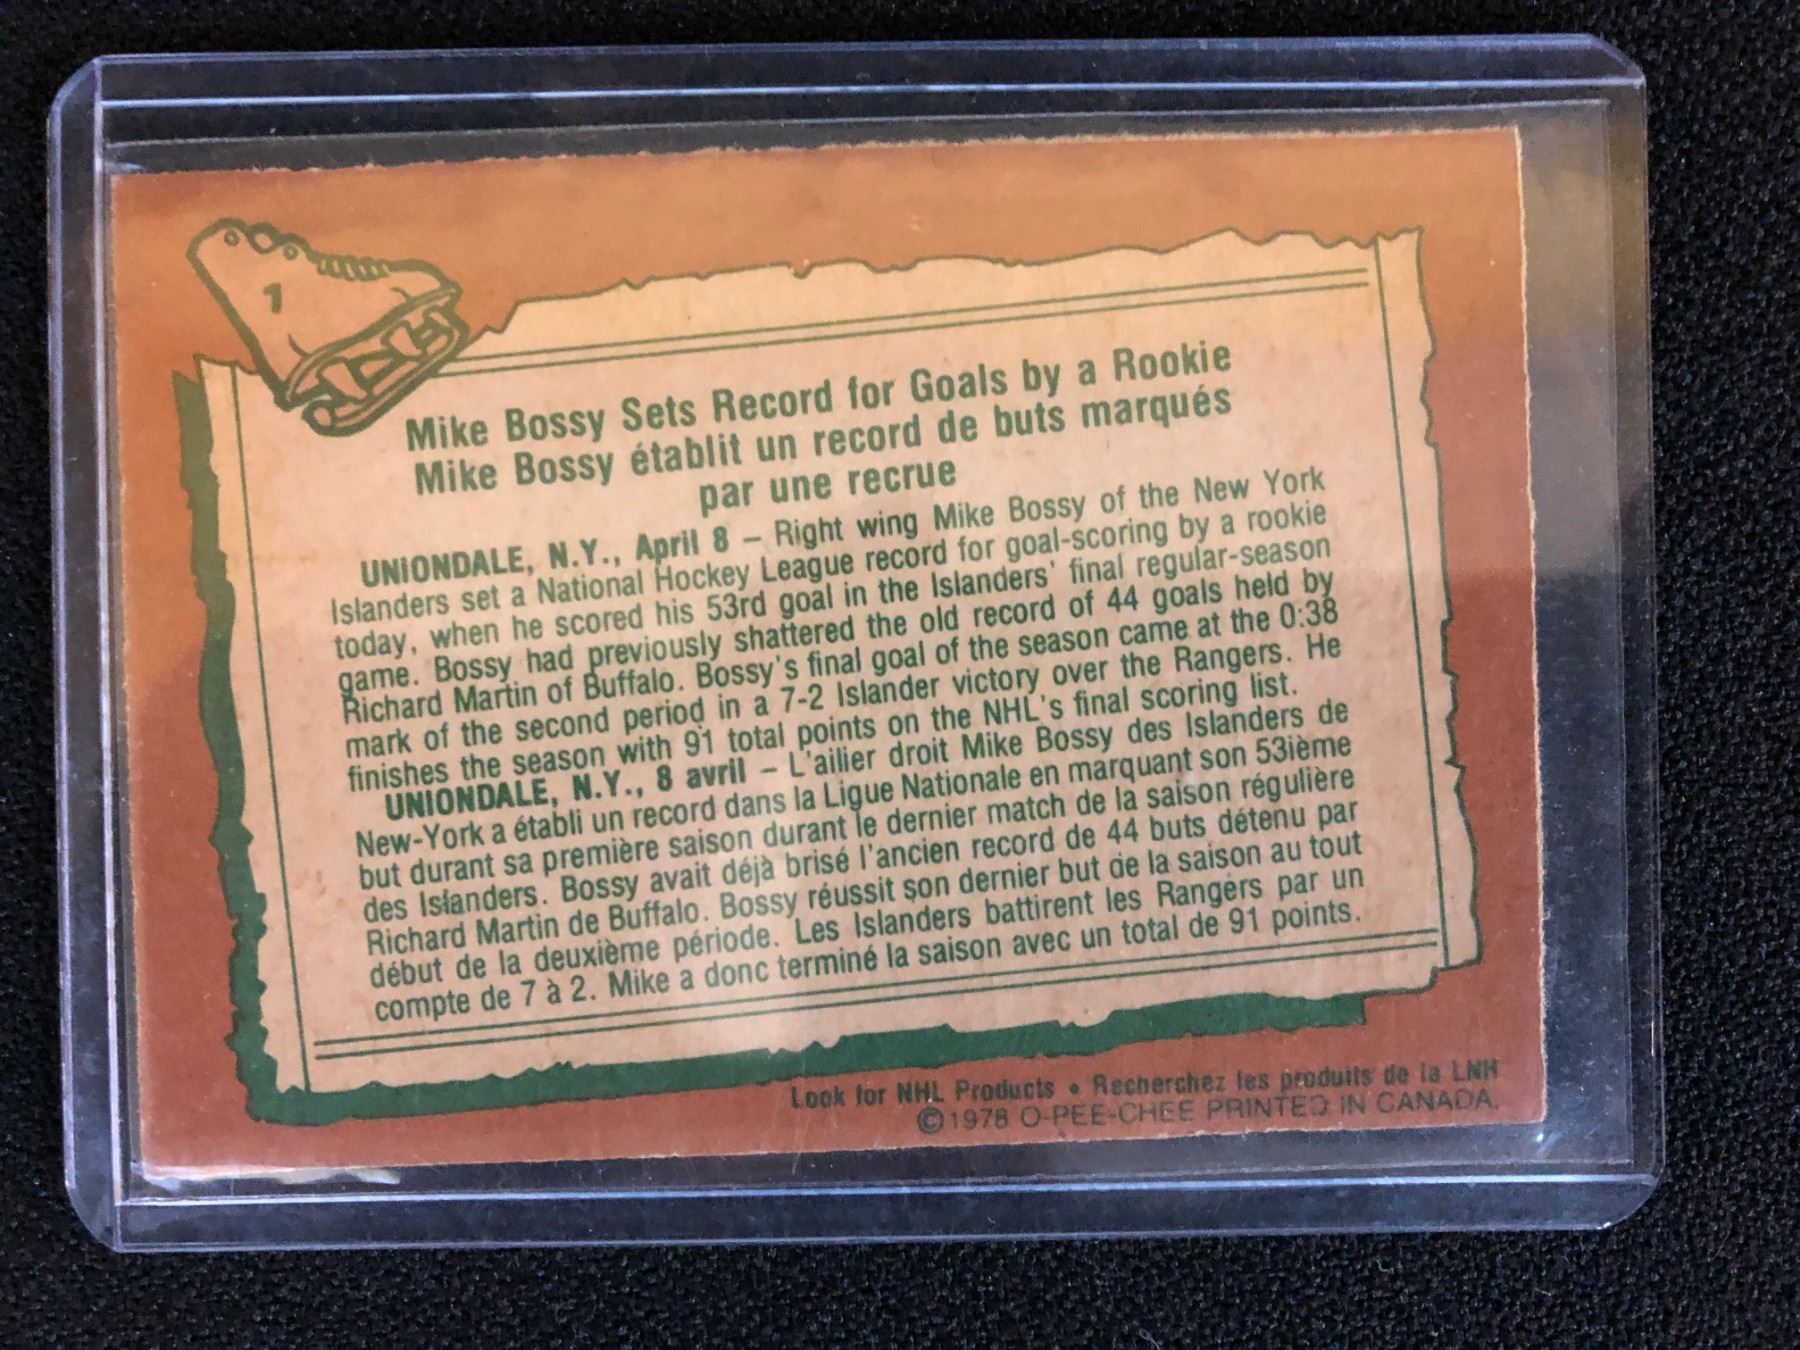 1
Mike Bossy Sets Record for Goals by a Rookie
Mike Bossy établit un record de buts marqués
par une recrue
UNIONDALE, N.Y., April 8 – Right wing Mike Bossy of the New York
Islanders set a National Hockey League record for goal-scoring by a rookie
today, when he scored his 53rd goal in the Islanders' final regular-season
game. Bossy had previously shattered the old record of 44 goals held by
Richard Martin of Buffalo. Bossy's final goal of the season came at the 0:38
mark of the second period in a 7-2 Islander victory over the Rangers. He
finishes the season with 91 total points on the NHL's final scoring list.
UNIONDALE, N.Y., 8 avril – L'ailier droit Mike Bossy des Islanders de
New-York a établi un record dans la Ligue Nationale en marquant son 53ième
but durant sa première saison durant le dernier match de la saison régulière
des Islanders. Bossy avait déjà brisé l'ancien record de 44 buts détenu par
Richard Martin de Buffalo. Bossy réussit son dernier but de la saison au tout
début de la deuxième période. Les Islanders battirent les Rangers par un
compte de 7 à 2. Mike a donc terminé la saison avec un total de 91 points.
Look for NHL Products • Recherchez les produits de la LNH
©1978 O-PEE-CHEE PRINTED IN CANADA.